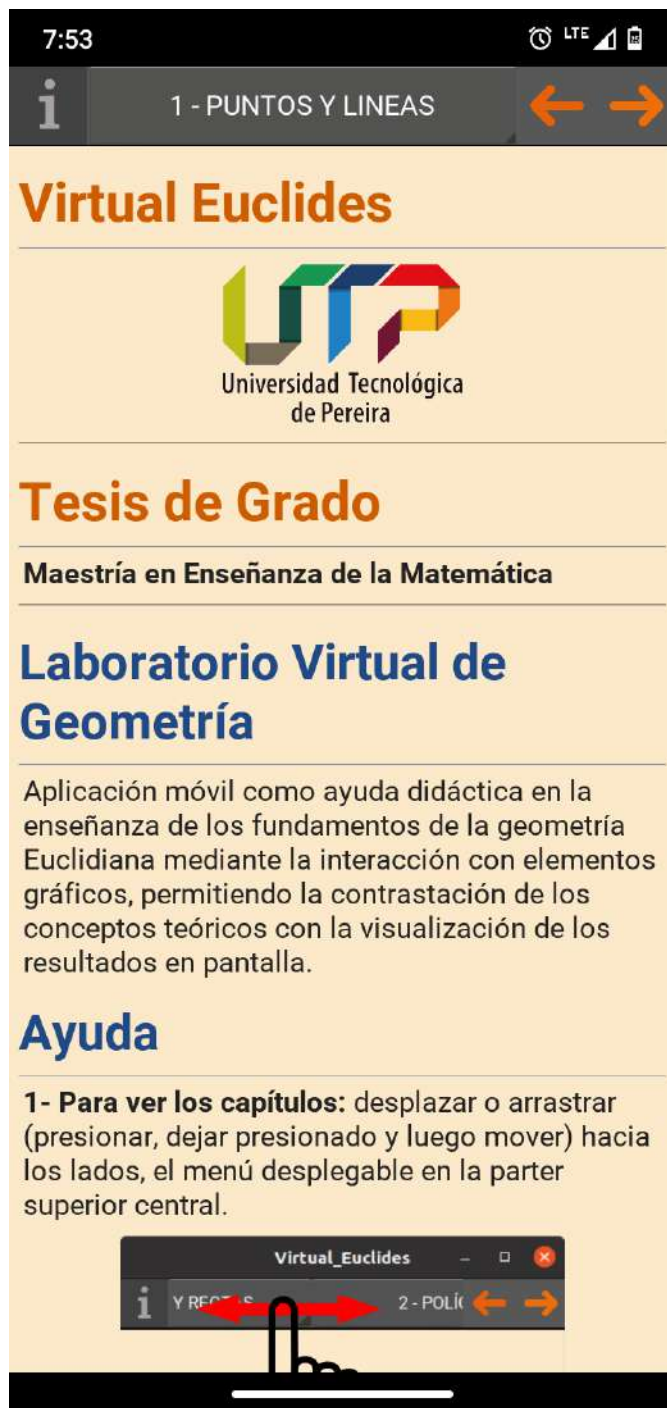 7:53 LTE
i 1 - PUNTOS Y LINEAS
Virtual Euclides
UTP
Universidad Tecnológica
de Pereira
Tesis de Grado
Maestría en Enseñanza de la Matemática
Laboratorio Virtual de
Geometría
Aplicación móvil como ayuda didáctica en la
enseñanza de los fundamentos de la geometría
Euclidiana mediante la interacción con elementos
gráficos, permitiendo la contrastación de los
conceptos teóricos con la visualización de los
resultados en pantalla.
Ayuda
1- Para ver los capítulos: desplazar o arrastrar
(presionar, dejar presionado y luego mover) hacia
los lados, el menú desplegable en la parter
superior central.
Virtual_Euclides
i Y 2 - POLÍ